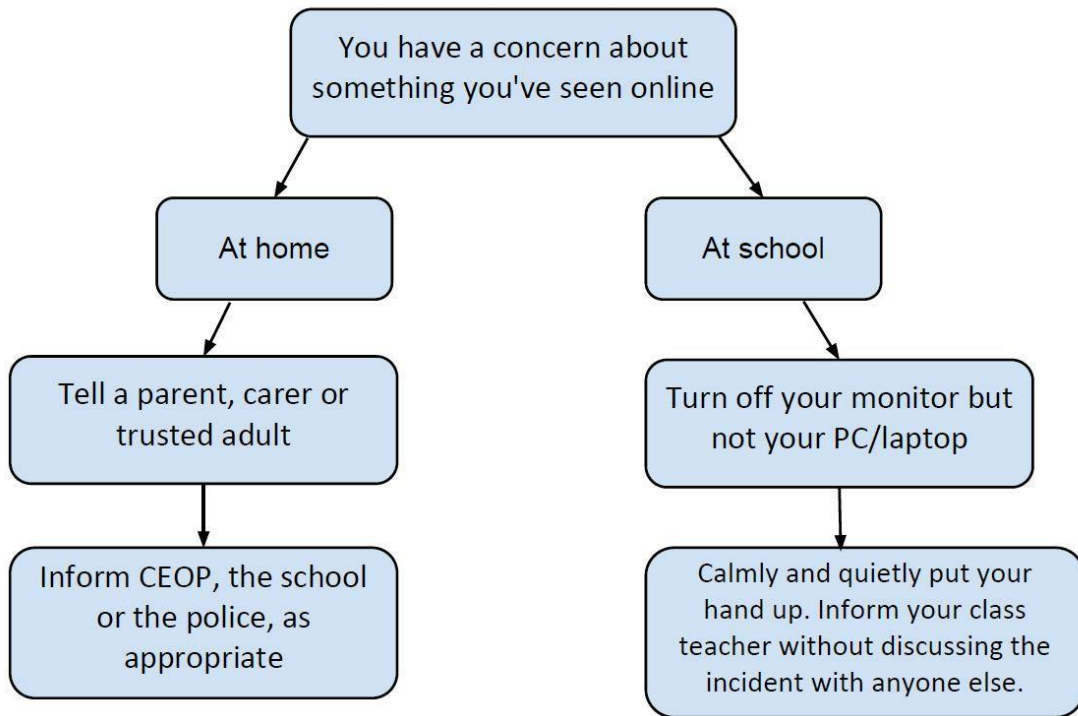 You have a concern about
something you've seen online
At home
At school
Tell a parent, carer or
trusted adult
Turn off your monitor but
not your PC/laptop
Inform CEOP, the school
or the police, as
appropriate
Calmly and quietly put your
hand up. Inform your class
teacher without discussing the
incident with anyone else.